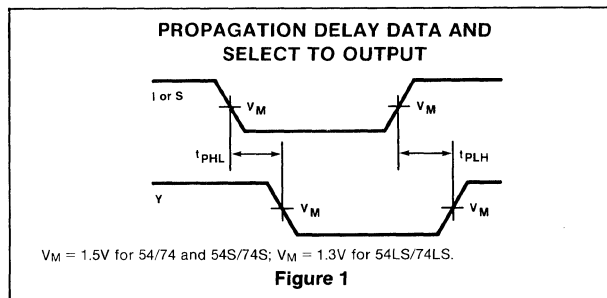 PROPAGATION DELAY DATA AND
SELECT TO OUTPUT
I or S
VM
VM
tPHL
tPLH
Y
VM
VM
VM = 1.5V for 54/74 and 54S/74S; VM = 1.3V for 54LS/74LS.
Figure 1